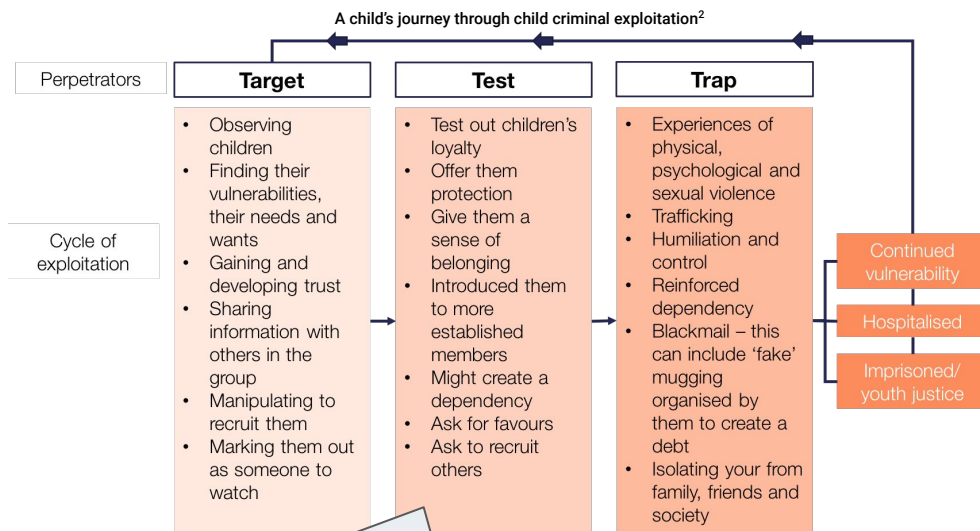 A child's journey through child criminal exploitation²
Perpetrators
Target
Test
Trap
Cycle of
exploitation
• Observing
children
• Finding their
vulnerabilities,
their needs and
wants
• Gaining and
developing trust
• Sharing
information with
others in the
group
• Manipulating to
recruit them
• Marking them out
as someone to
watch
• Test out children's
loyalty
• Offer them
protection
• Give them a
sense of
belonging
• Introduced them
to more
established
members
• Might create a
dependency
• Ask for favours
• Ask to recruit
others
• Experiences of
physical,
psychological and
sexual violence
• Trafficking
• Humiliation and
control
• Reinforced
dependency
• Blackmail – this
can include 'fake'
mugging
organised by
them to create a
debt
• Isolating your from
family, friends and
society
Continued
vulnerability
Hospitalised
Imprisoned/
youth justice